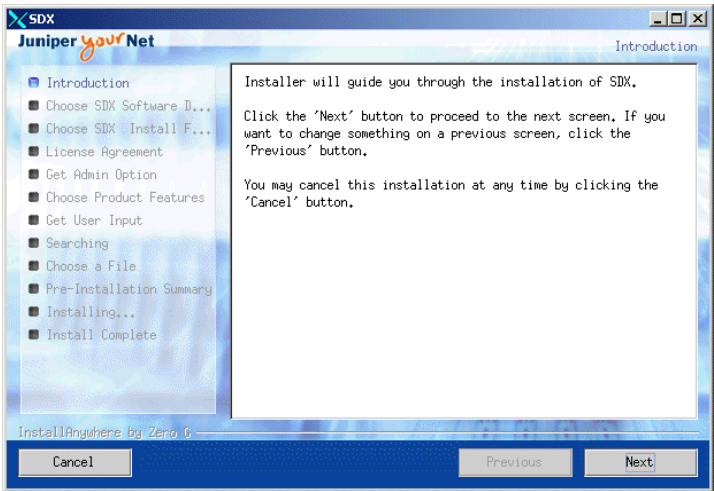 SDX
Juniper your Net
Introduction
Introduction
Choose SDX Software D...
Choose SDX Install F...
License Agreement
Get Admin Option
Choose Product Features
Get User Input
Searching
Choose a File
Pre-Installation Summary
Installing...
Install Complete
Installer will guide you through the installation of SDX.
Click the 'Next' button to proceed to the next screen. If you
want to change something on a previous screen, click the
'Previous' button.
You may cancel this installation at any time by clicking the
'Cancel' button.
InstallAnywhere by Zero G
Cancel
Previous
Next